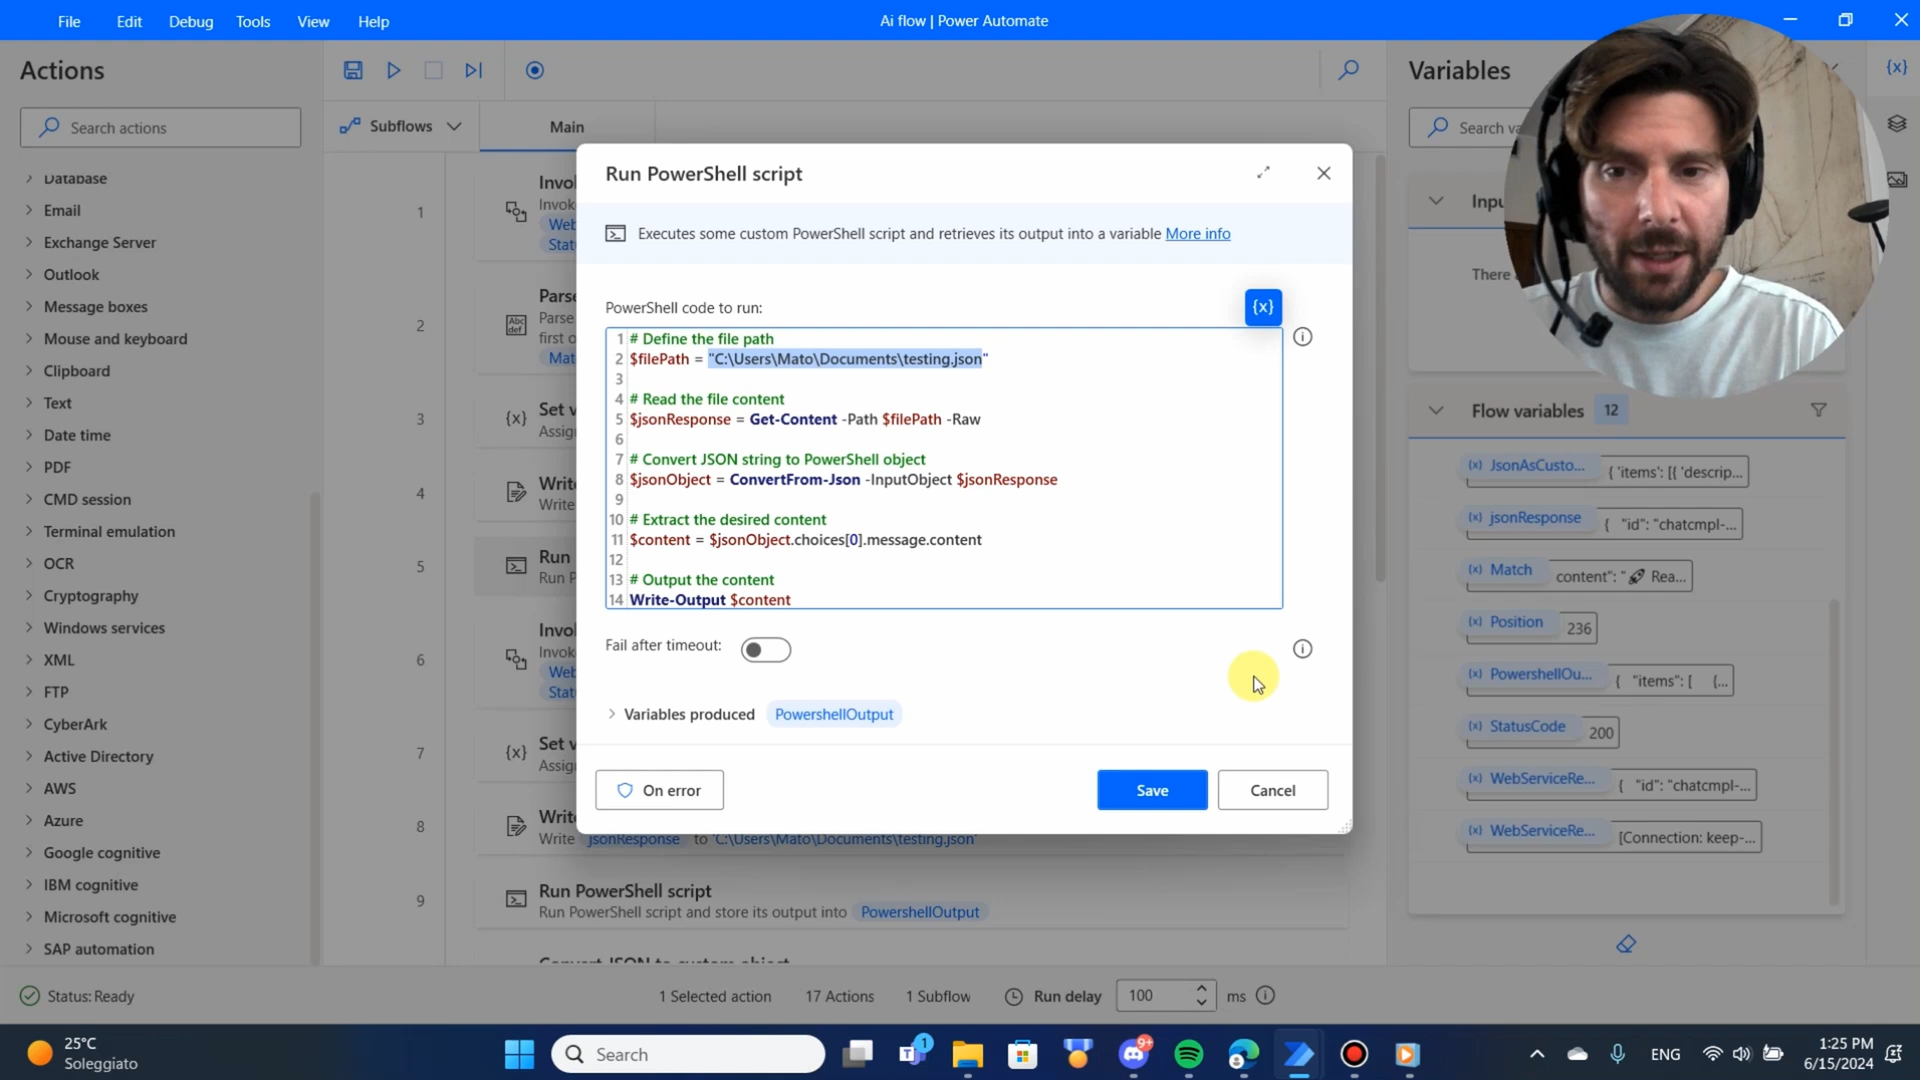 File Edit Debug Tools View Help
Ai flow | Power Automate
Actions
Search actions
Database
Email
Exchange Server
Outlook
Message boxes
Mouse and keyboard
Clipboard
Text
Date time
PDF
CMD session
Terminal emulation
OCR
Cryptography
Windows services
XML
FTP
CyberArk
Active Directory
AWS
Azure
Google cognitive
IBM cognitive
Microsoft cognitive
SAP automation
Subflows
Main
1
2
3
4
5
6
7
8 Write jsonResponse to 'C:\Users\Mato\Documents\testing.json'
9 Run PowerShell script
Run PowerShell script and store its output into PowershellOutput
Convert JSON to custom object
Run PowerShell script
Executes some custom PowerShell script and retrieves its output into a variable More info
PowerShell code to run:
{x}
1 # Define the file path
2 $filePath = "C:\Users\Mato\Documents\testing.json"
3
4 # Read the file content
5 $jsonResponse = Get-Content -Path $filePath -Raw
6
7 # Convert JSON string to PowerShell object
8 $jsonObject = ConvertFrom-Json -InputObject $jsonResponse
9
10 # Extract the desired content
11 $content = $jsonObject.choices[0].message.content
12
13 # Output the content
14 Write-Output $content
Fail after timeout:
Variables produced PowershellOutput
On error
Save
Cancel
Variables
{x}
Flow variables 12
JsonAsCusto... { 'items': [{ 'descrip...
jsonResponse { "id": "chatcmpl-...
Match content": "🚀 Rea...
Position 236
PowershellOu... { "items": [ {...
StatusCode 200
WebServiceRe... { "id": "chatcmpl-...
WebServiceRe... [Connection: keep-...
Status: Ready
1 Selected action
17 Actions
1 Subflow
Run delay 100 ms
25°C
Soleggiato
Search
1
9+
ENG
1:25 PM
6/15/2024